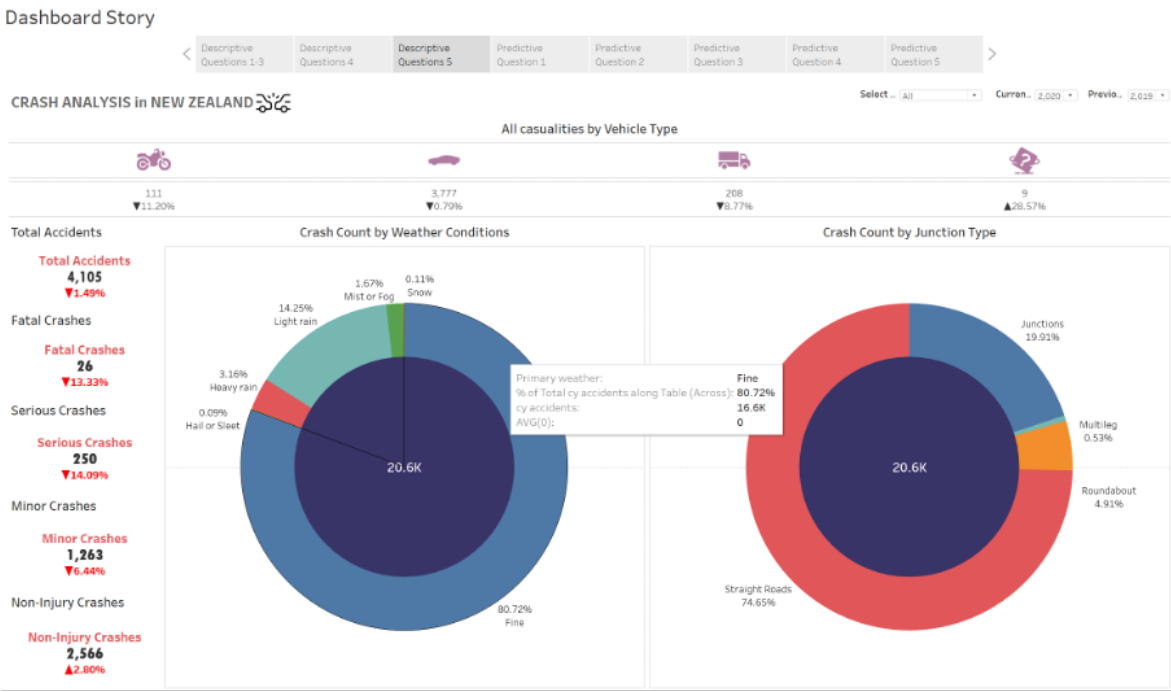 Dashboard Story
Descriptive
Questions 1-3
Descriptive
Questions 4
Descriptive
Questions 5
Predictive
Question 1
Predictive
Question 2
Predictive
Question 3
Predictive
Question 4
Predictive
Question 5
CRASH ANALYSIS in NEW ZEALAND
Select .. All
Curren.. 2,020
Previo.. 2,019
All casualities by Vehicle Type
?
111
▼11.20%
3,777
▼0.79%
208
▼8.77%
9
▲28.57%
Total Accidents
Total Accidents
4,105
▼1.49%
Fatal Crashes
Fatal Crashes
26
▼13.33%
Serious Crashes
Serious Crashes
250
▼14.09%
Minor Crashes
Minor Crashes
1,263
▼6.44%
Non-Injury Crashes
Non-Injury Crashes
2,566
▲2.80%
Crash Count by Weather Conditions
0.11%
Snow
1.67%
Mist or Fog
14.25%
Light rain
3.16%
Heavy rain
0.09%
Hail or Sleet
20.6K
80.72%
Fine
Primary weather: Fine
% of Total cy accidents along Table (Across): 80.72%
cy accidents: 16.6K
AVG(0): 0
Crash Count by Junction Type
Junctions
19.91%
Multileg
0.53%
Roundabout
4.91%
20.6K
Straight Roads
74.65%